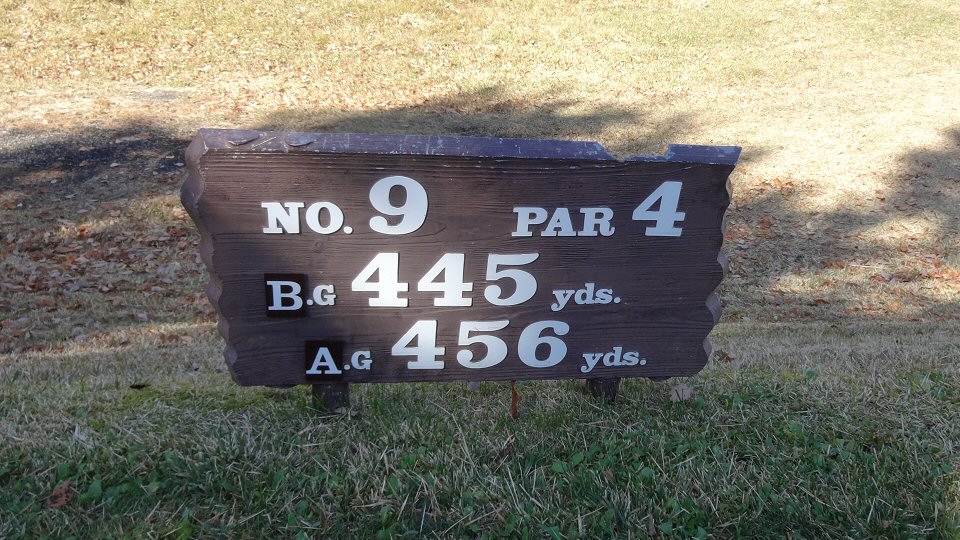 NO. 9 PAR 4
B.G 445 yds.
A.G 456 yds.